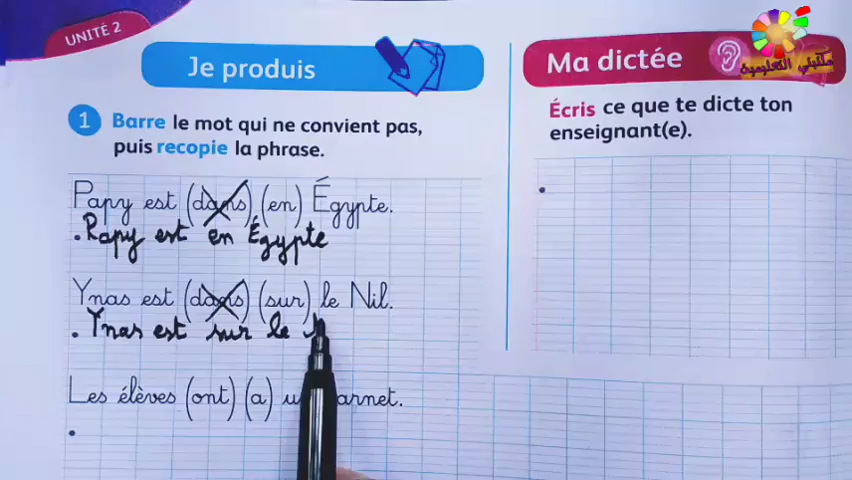 UNITÉ 2
Je produis
1 Barre le mot qui ne convient pas,
puis recopie la phrase.
Papy est (dans) (en) Égypte.
. Papy est en Égypte
Ynas est (dans) (sur) le Nil.
. Ynas est sur le
Les élèves (ont) (a)
•
Ma dictée
ملكيلي التعليمية
Écris ce que te dicte ton
enseignant(e).
•